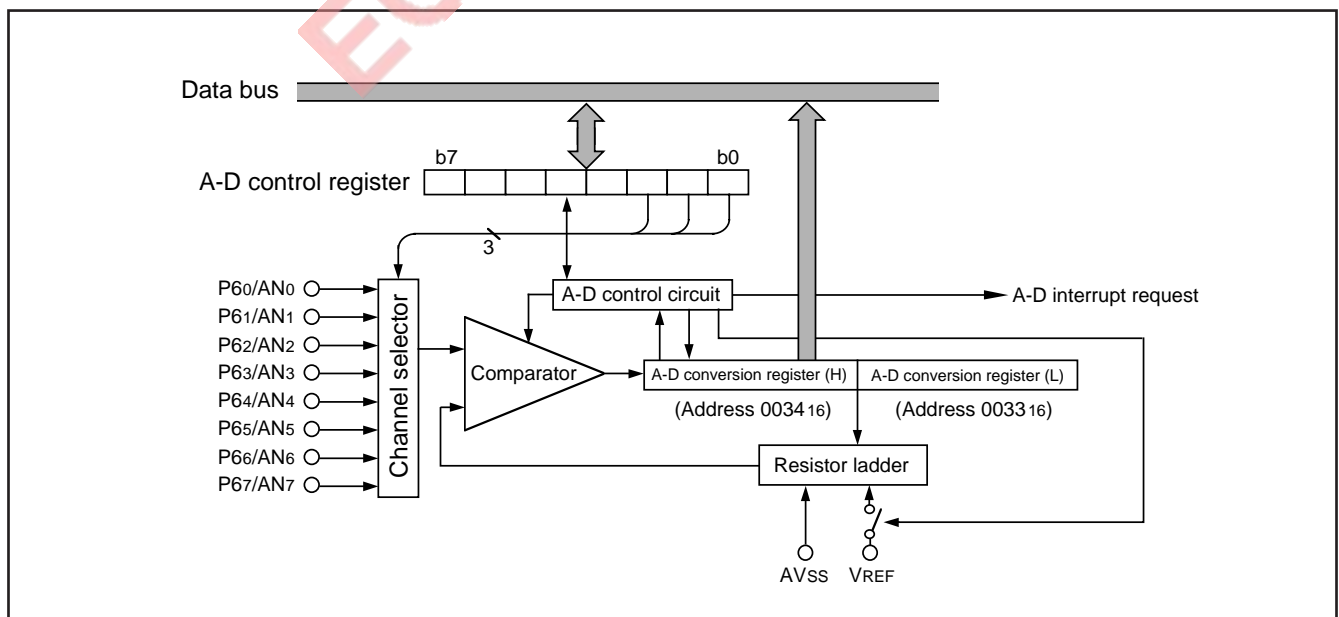 EC
Data bus
b7 b0
A-D control register
3
P60/AN0
P61/AN1
P62/AN2
P63/AN3
P64/AN4
P65/AN5
P66/AN6
P67/AN7
Channel selector
A-D control circuit
A-D interrupt request
Comparator
A-D conversion register (H)
A-D conversion register (L)
(Address 003416)
(Address 003316)
Resistor ladder
AVSS
VREF